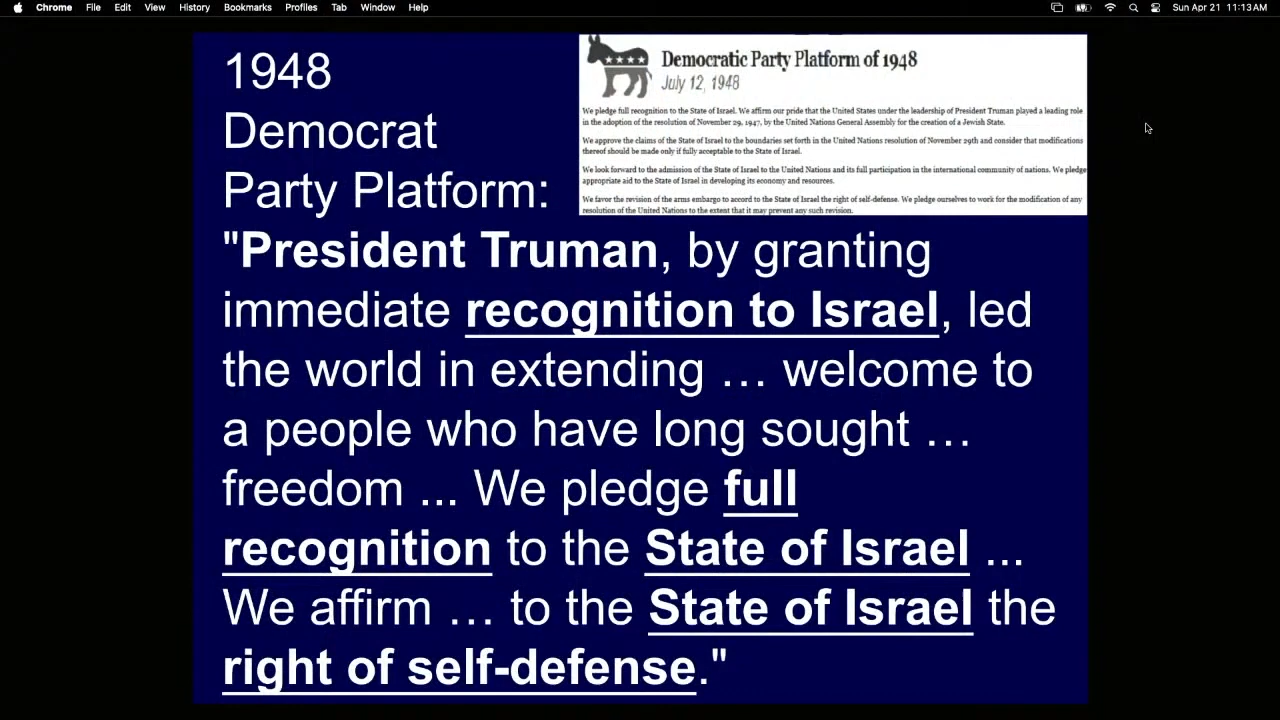 Chrome File Edit View History Bookmarks Profiles Tab Window Help Sun Apr 21 11:13 AM
1948
Democrat
Party Platform:
Democratic Party Platform of 1948
July 12, 1948
We pledge full recognition to the State of Israel. We affirm our pride that the United States under the leadership of President Truman played a leading role
in the adoption of the resolution of November 29, 1947, by the United Nations General Assembly for the creation of a Jewish State.
We approve the claims of the State of Israel to the boundaries set forth in the United Nations resolution of November 29th and consider that modifications
thereof should be made only if fully acceptable to the State of Israel.
We look forward to the admission of the State of Israel to the United Nations and its full participation in the international community of nations. We pledge
appropriate aid to the State of Israel in developing its economy and resources.
We favor the revision of the arms embargo to accord to the State of Israel the right of self-defense. We pledge ourselves to work for the modification of any
resolution of the United Nations to the extent that it may prevent any such revision.
"President Truman, by granting
immediate recognition to Israel, led
the world in extending … welcome to
a people who have long sought …
freedom ... We pledge full
recognition to the State of Israel ...
We affirm … to the State of Israel the
right of self-defense."